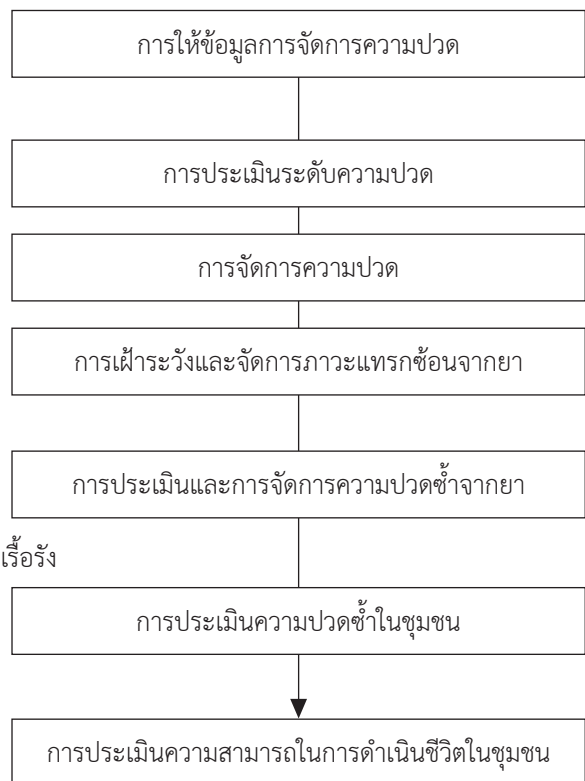 การให้ข้อมูลการจัดการความปวด
การประเมินระดับความปวด
การจัดการความปวด
การเฝ้าระวังและจัดการภาวะแทรกซ้อนจากยา
การประเมินและการจัดการความปวดซ้ำจากยา
เรื้อรัง
การประเมินความปวดซ้ำในชุมชน
การประเมินความสามารถในการดำเนินชีวิตในชุมชน